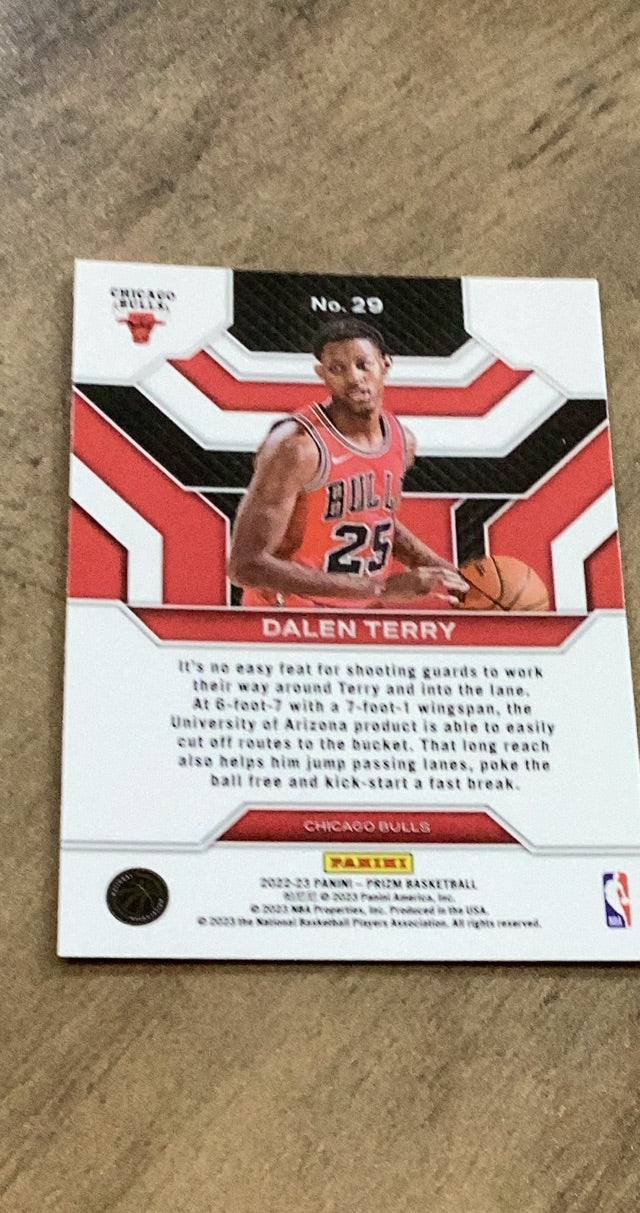 No. 29
CHICAGO
BULLS
BULL
25
DALEN TERRY
It's no easy feat for shooting guards to work
their way around Terry and into the lane.
At 6-foot-7 with a 7-foot-1 wingspan, the
University of Arizona product is able to easily
cut off routes to the bucket. That long reach
also helps him jump passing lanes, poke the
ball free and kick-start a fast break.
CHICAGO BULLS
PANINI
2022-23 PANINI – PRIZM BASKETBALL
© 2023 Panini America, Inc.
© 2023 NBA Properties, Inc. Produced in the USA.
© 2023 the National Basketball Players Association. All rights reserved.
NBA